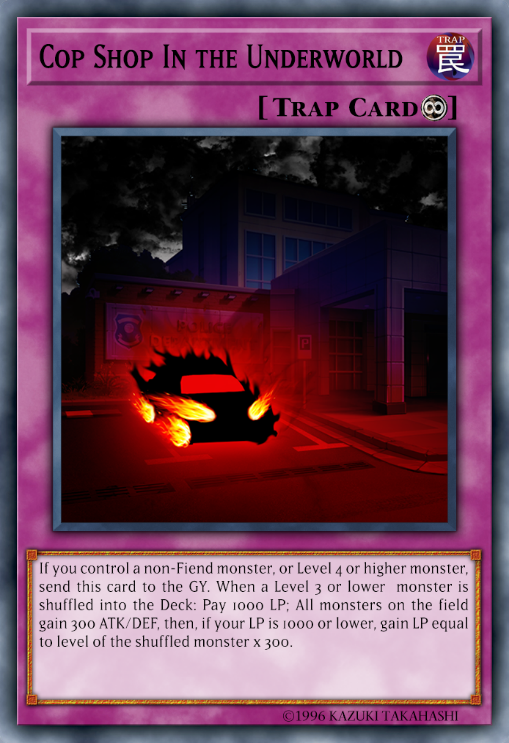 Cop Shop In the Underworld
TRAP
罠
[Trap Card]
POLICE
P
If you control a non-Fiend monster, or Level 4 or higher monster,
send this card to the GY. When a Level 3 or lower monster is
shuffled into the Deck: Pay 1000 LP; All monsters on the field
gain 300 ATK/DEF, then, if your LP is 1000 or lower, gain LP equal
to level of the shuffled monster x 300.
©1996 KAZUKI TAKAHASHI